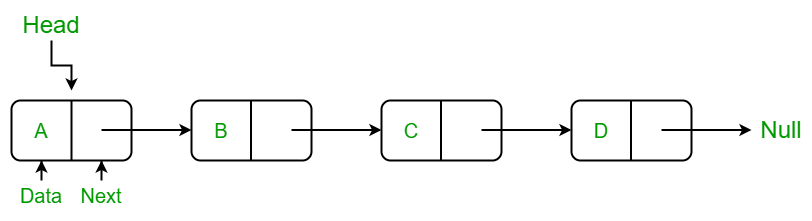 Head
A B C D Null
Data Next